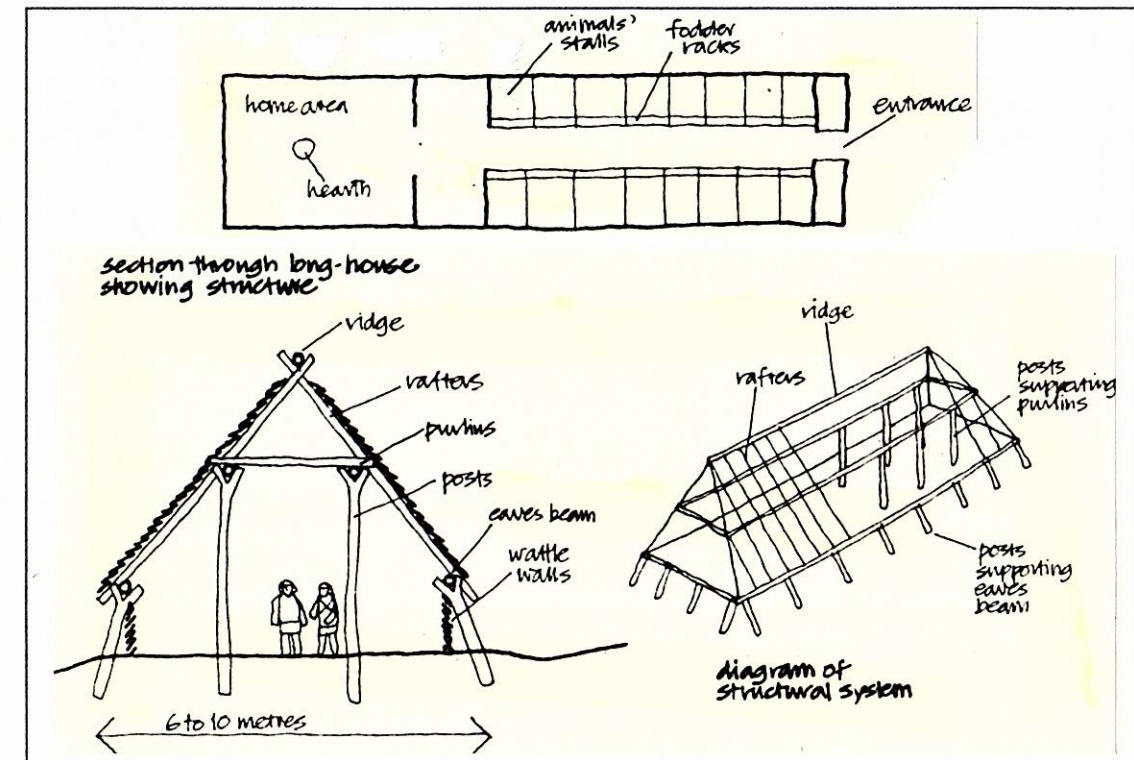 animals'
stalls
fodder
racks
home area
entrance
hearth
section through long-house
showing structure
ridge
rafters
purlins
posts
eaves beam
wattle
walls
6 to 10 metres
ridge
rafters
posts
supporting
purlins
posts
supporting
eaves
beam
diagram of
structural system